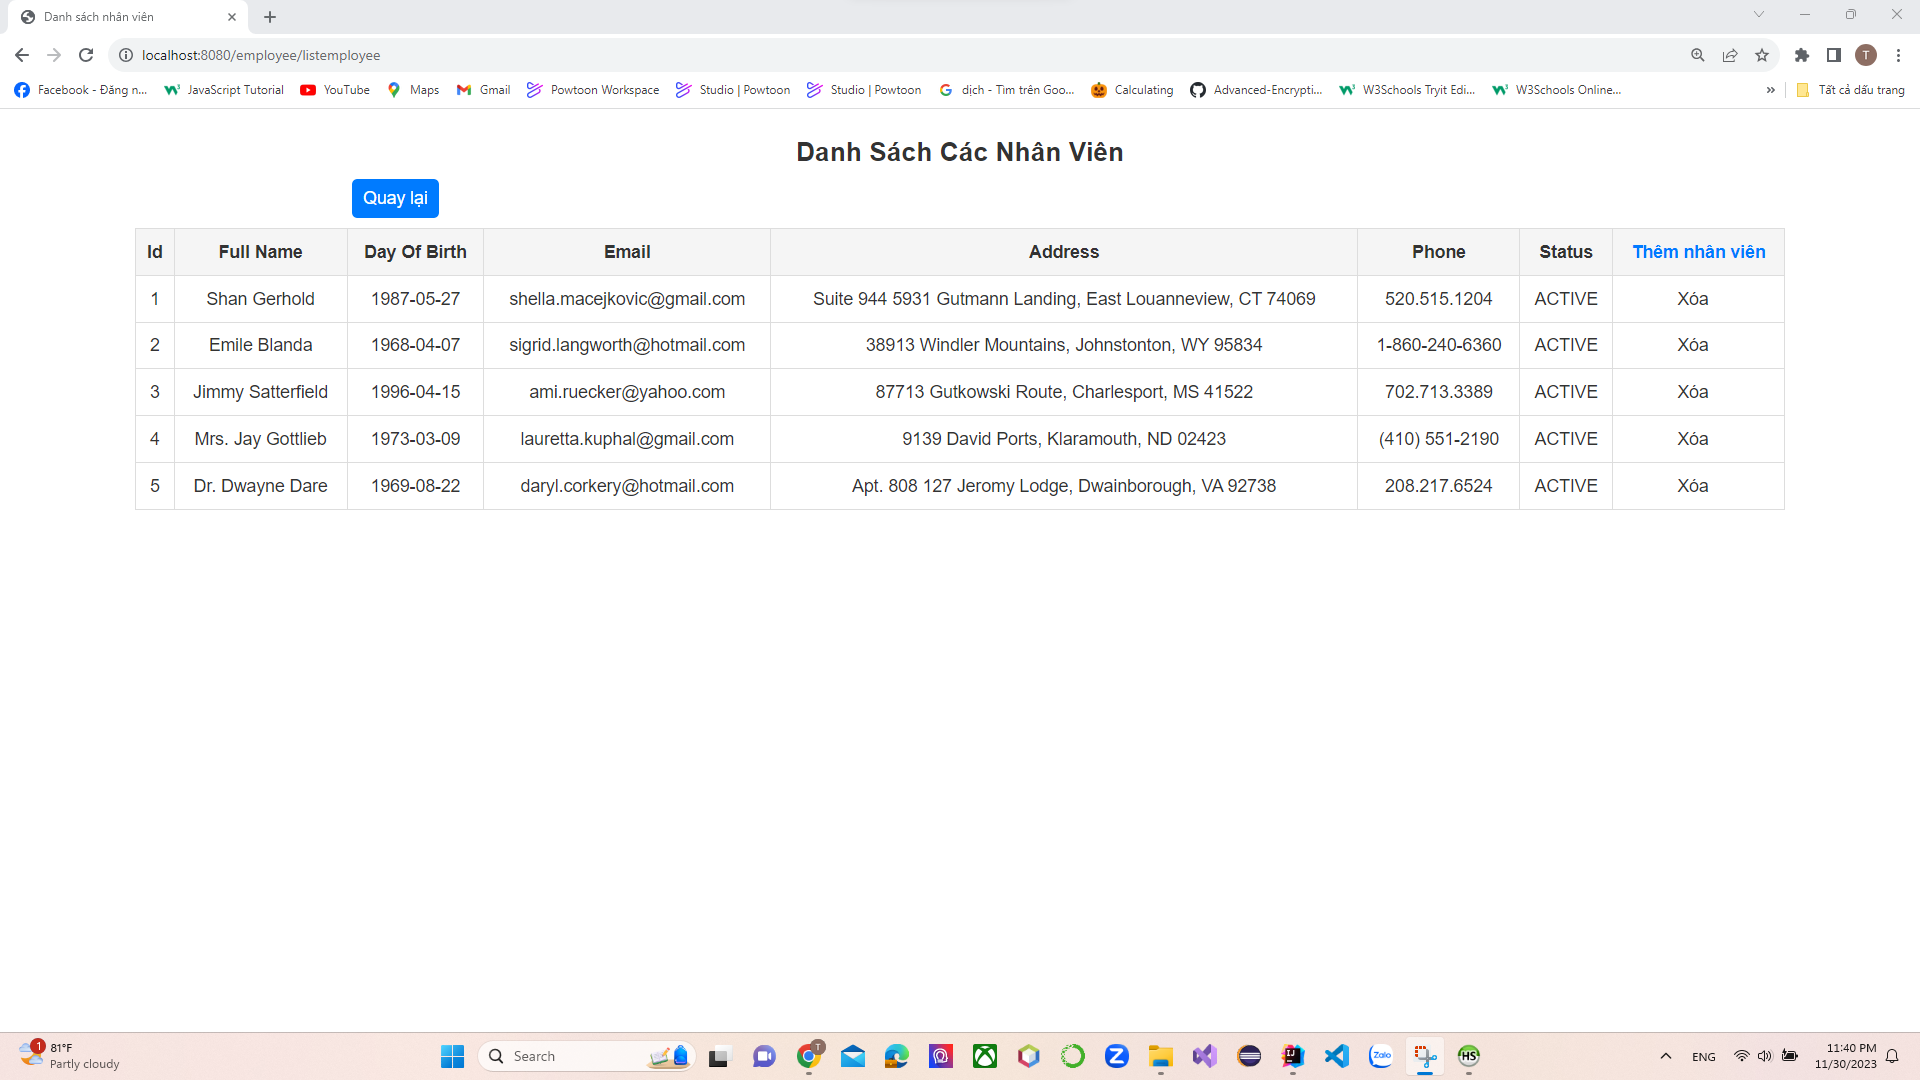 Danh sách nhân viên
localhost:8080/employee/listemployee
T
Facebook - Đăng n... JavaScript Tutorial YouTube Maps Gmail Powtoon Workspace Studio | Powtoon Studio | Powtoon dịch - Tìm trên Goo... Calculating Advanced-Encrypti... W3Schools Tryit Edi... W3Schools Online... » Tất cả dấu trang
Danh Sách Các Nhân Viên
Quay lại
Id Full Name Day Of Birth Email Address Phone Status Thêm nhân viên
1 Shan Gerhold 1987-05-27 shella.macejkovic@gmail.com Suite 944 5931 Gutmann Landing, East Louanneview, CT 74069 520.515.1204 ACTIVE Xóa
2 Emile Blanda 1968-04-07 sigrid.langworth@hotmail.com 38913 Windler Mountains, Johnstonton, WY 95834 1-860-240-6360 ACTIVE Xóa
3 Jimmy Satterfield 1996-04-15 ami.ruecker@yahoo.com 87713 Gutkowski Route, Charlesport, MS 41522 702.713.3389 ACTIVE Xóa
4 Mrs. Jay Gottlieb 1973-03-09 lauretta.kuphal@gmail.com 9139 David Ports, Klaramouth, ND 02423 (410) 551-2190 ACTIVE Xóa
5 Dr. Dwayne Dare 1969-08-22 daryl.corkery@hotmail.com Apt. 808 127 Jeromy Lodge, Dwainborough, VA 92738 208.217.6524 ACTIVE Xóa
1 81°F
Partly cloudy
Search
T
Z
IJ
Zalo
HS
ENG
11:40 PM
11/30/2023